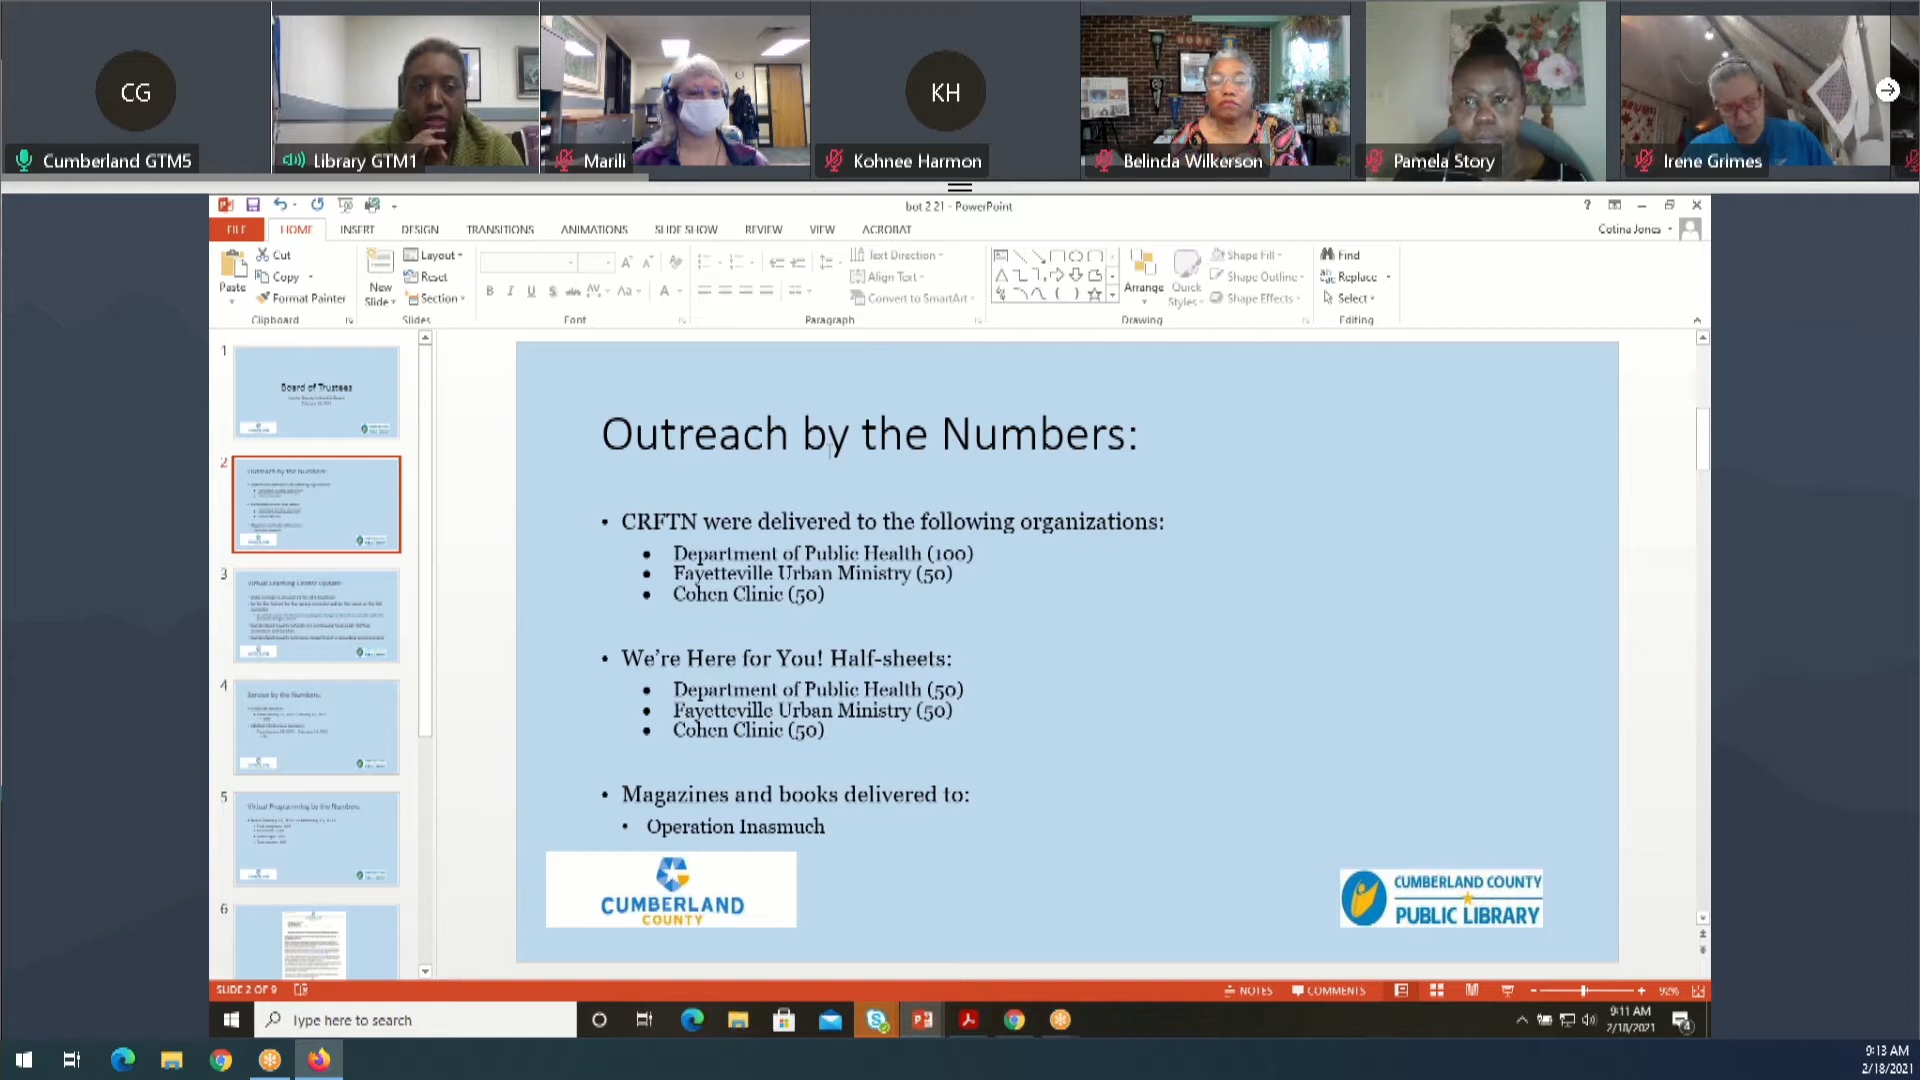 CG
KH
Cumberland GTM5
Library GTM1
Marili
Kohnee Harmon
Belinda Wilkerson
Pamela Story
Irene Grimes
bot 2 21 - PowerPoint
FILE HOME INSERT DESIGN TRANSITIONS ANIMATIONS SLIDE SHOW REVIEW VIEW ACROBAT
Cotina Jones
Paste
Cut
Copy
Format Painter
Clipboard
New
Slide
Layout
Reset
Section
Slides
Font
Text Direction
Align Text
Convert to SmartArt
Paragraph
Arrange
Quick
Styles
Shape Fill
Shape Outline
Shape Effects
Drawing
Find
Replace
Select
Editing
1
Board of Trustees
2
Outreach by the Numbers:
3
Virtual Learning Center Update:
4
Service by the Numbers:
5
Virtual Programming by the Numbers:
6
Outreach by the Numbers:
• CRFTN were delivered to the following organizations:
• Department of Public Health (100)
• Fayetteville Urban Ministry (50)
• Cohen Clinic (50)
• We're Here for You! Half-sheets:
• Department of Public Health (50)
• Fayetteville Urban Ministry (50)
• Cohen Clinic (50)
• Magazines and books delivered to:
• Operation Inasmuch
CUMBERLAND
COUNTY
CUMBERLAND COUNTY
PUBLIC LIBRARY
SLIDE 2 OF 9
NOTES
COMMENTS
92%
Type here to search
9:11 AM
2/18/2021
4
9:13 AM
2/18/2021